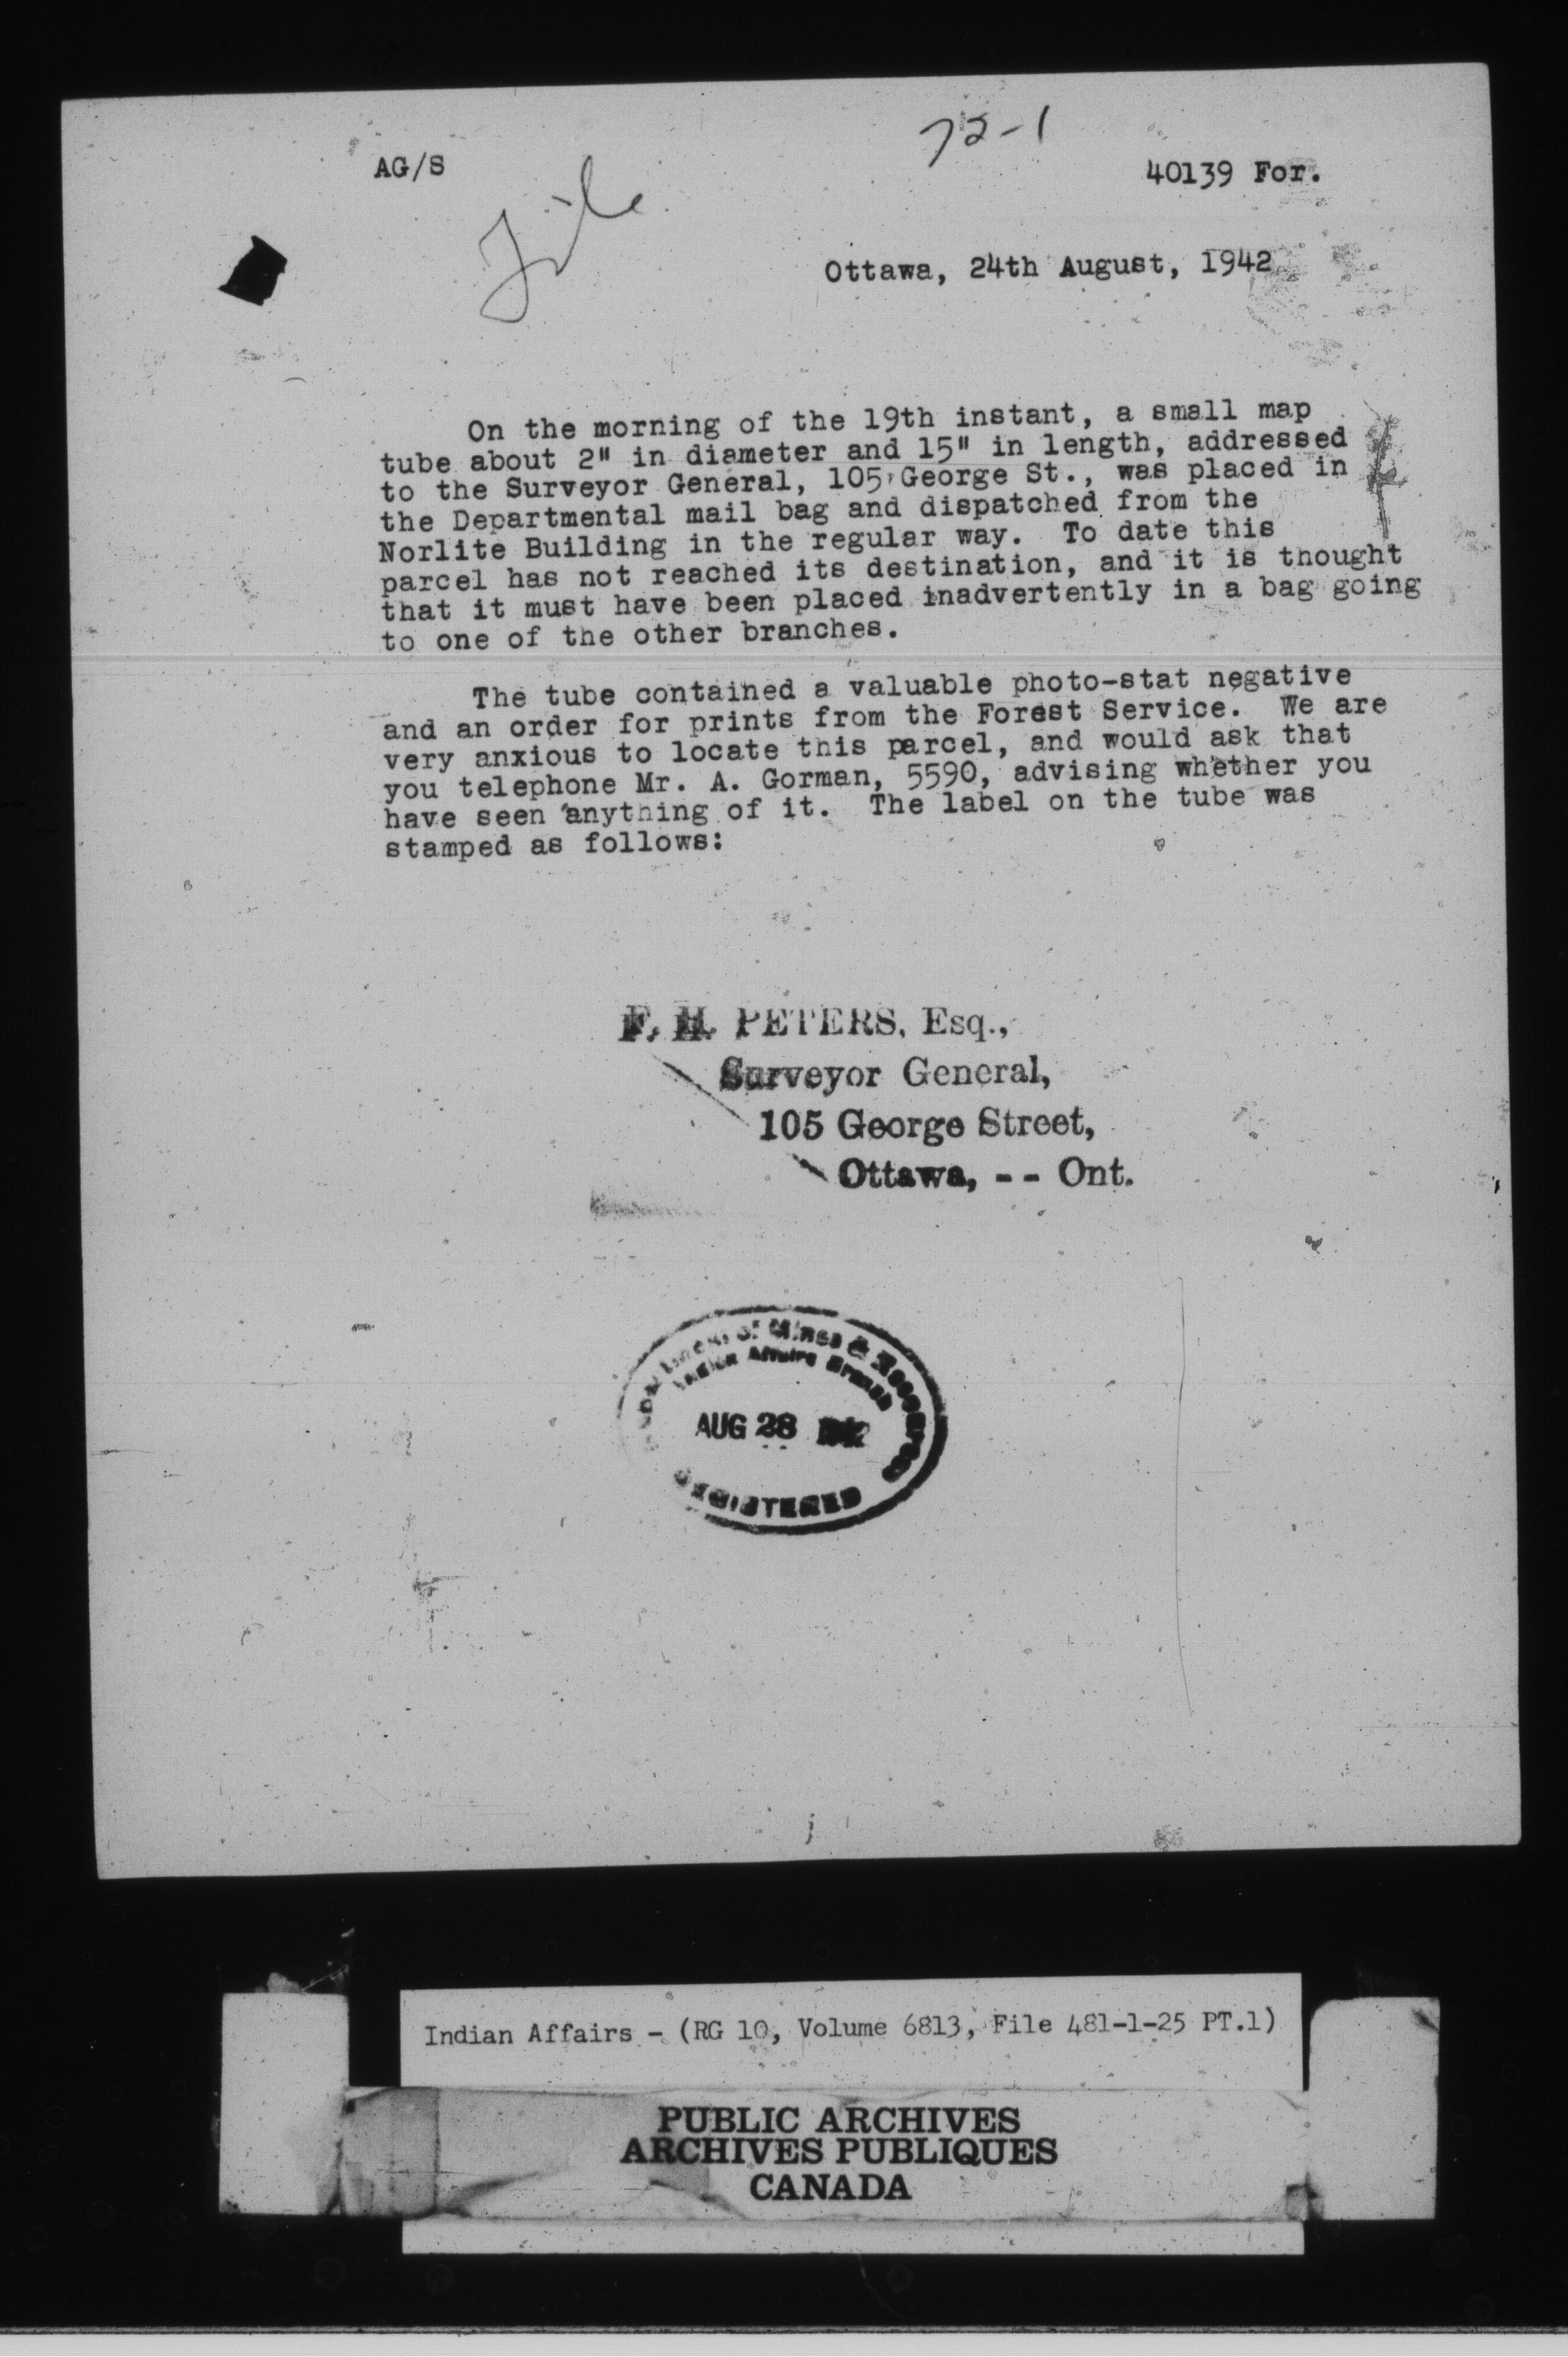 72-1
AG/S
40139 For.
File
Ottawa, 24th August, 1942
On the morning of the 19th instant, a small map
tube about 2" in diameter and 15" in length, addressed
to the Surveyor General, 105 George St., was placed in
the Departmental mail bag and dispatched from the
Norlite Building in the regular way. To date this
parcel has not reached its destination, and it is thought
that it must have been placed inadvertently in a bag going
to one of the other branches.
The tube contained a valuable photo-stat negative
and an order for prints from the Forest Service. We are
very anxious to locate this parcel, and would ask that
you telephone Mr. A. Gorman, 5590, advising whether you
have seen anything of it. The label on the tube was
stamped as follows:
F. H. PETERS, Esq.,
Surveyor General,
105 George Street,
Ottawa, -- Ont.
Department of Mines & Resources
Indian Affairs Branch
AUG 28 1942
REGISTERED
Indian Affairs - (RG 10, Volume 6813, File 481-1-25 PT.1)
PUBLIC ARCHIVES
ARCHIVES PUBLIQUES
CANADA